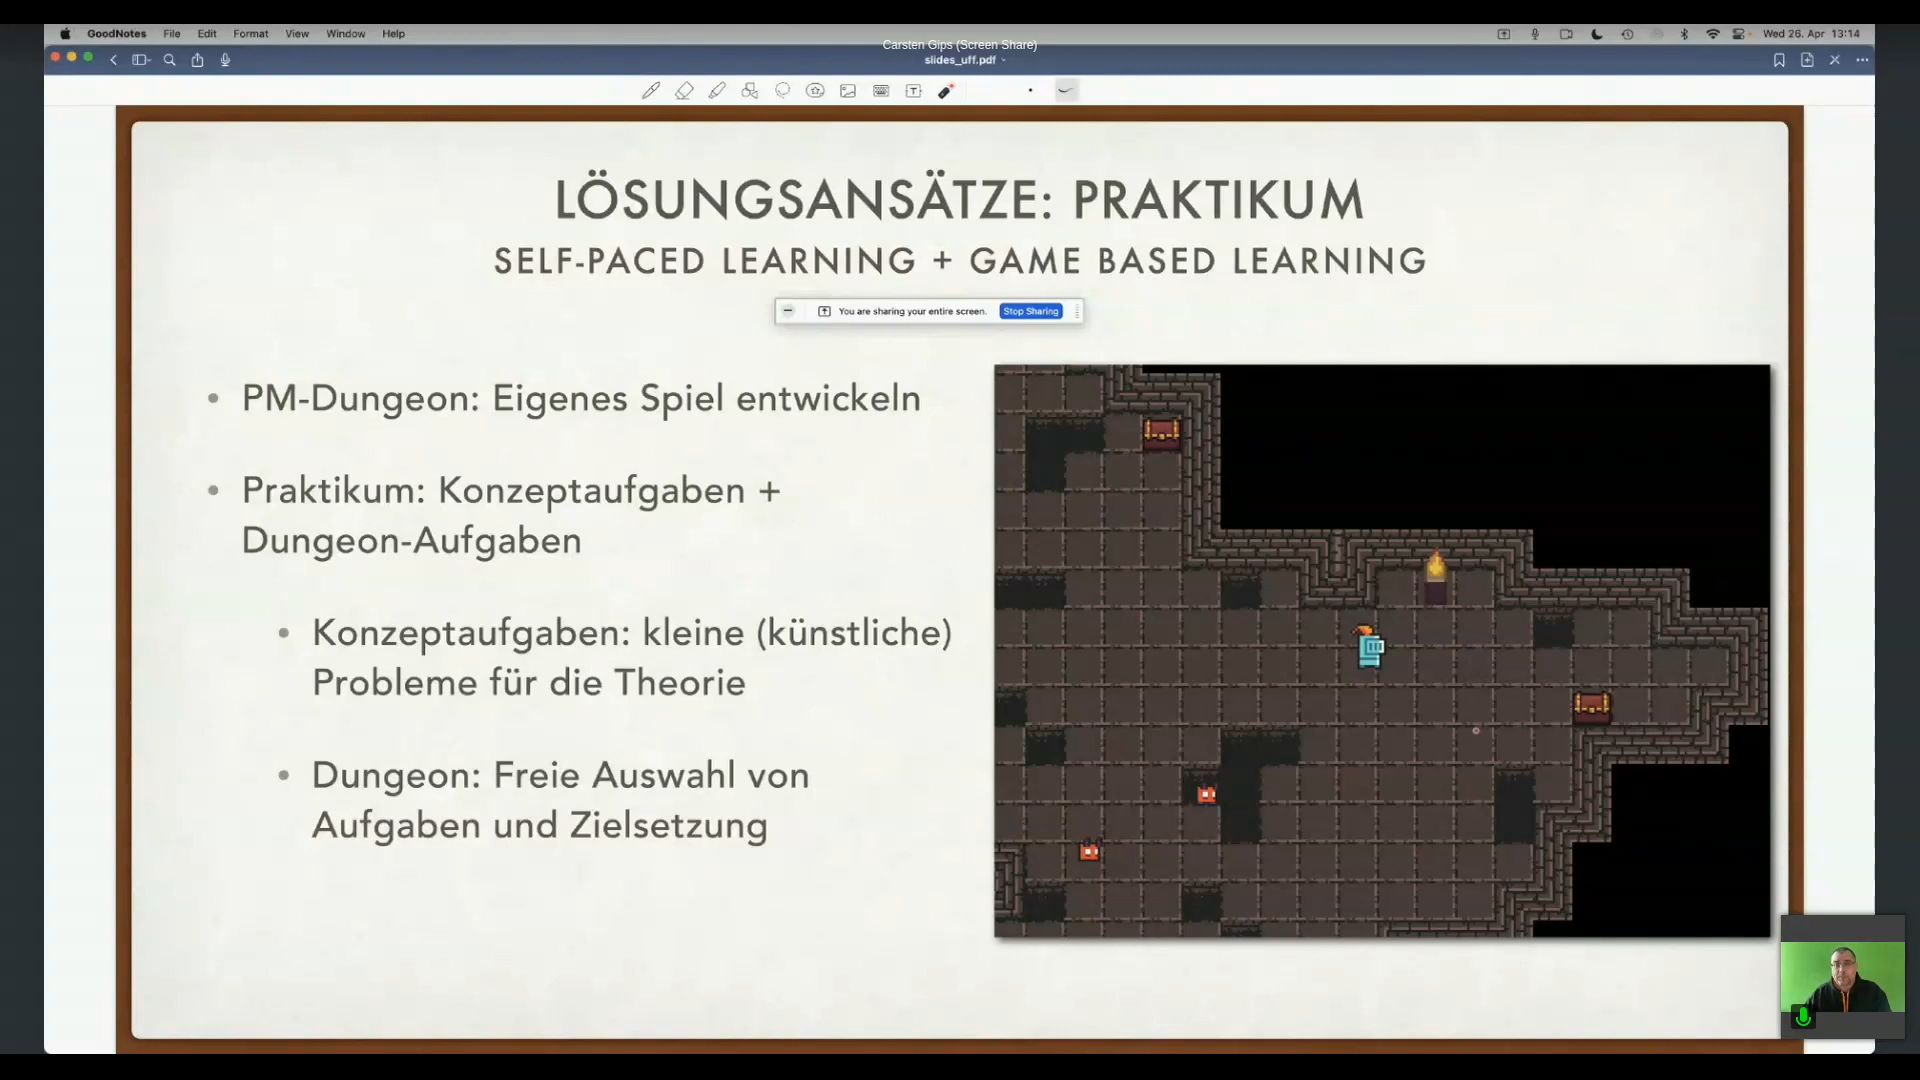 GoodNotes File Edit Format View Window Help
Wed 26. Apr 13:14
Carsten Gips (Screen Share)
slides_uff.pdf
LÖSUNGSANSÄTZE: PRAKTIKUM
SELF-PACED LEARNING + GAME BASED LEARNING
You are sharing your entire screen. Stop Sharing
• PM-Dungeon: Eigenes Spiel entwickeln
• Praktikum: Konzeptaufgaben +
Dungeon-Aufgaben
• Konzeptaufgaben: kleine (künstliche)
Probleme für die Theorie
• Dungeon: Freie Auswahl von
Aufgaben und Zielsetzung